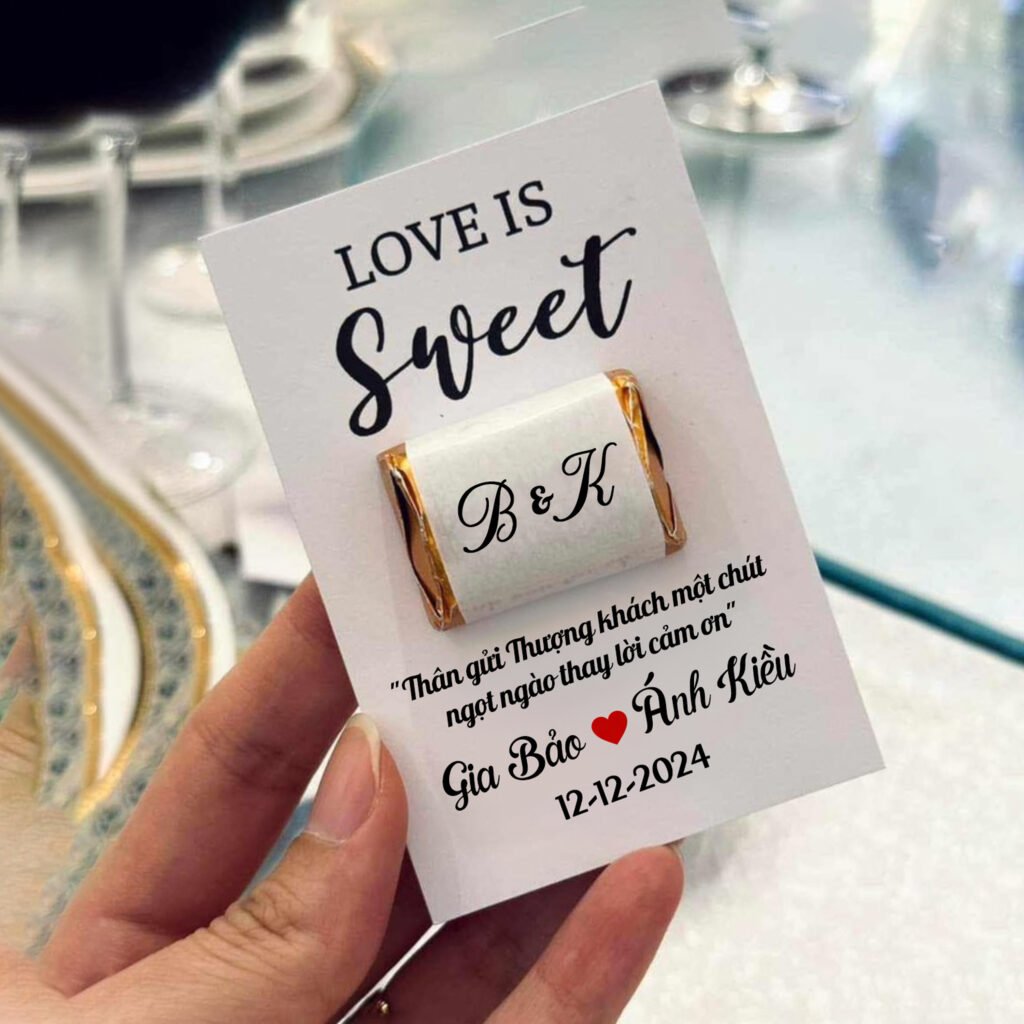 LOVE IS
Sweet
B & K
"Thân gửi Thượng khách một chút
ngọt ngào thay lời cảm ơn"
Gia Bảo ❤ Ánh Kiều
12-12-2024